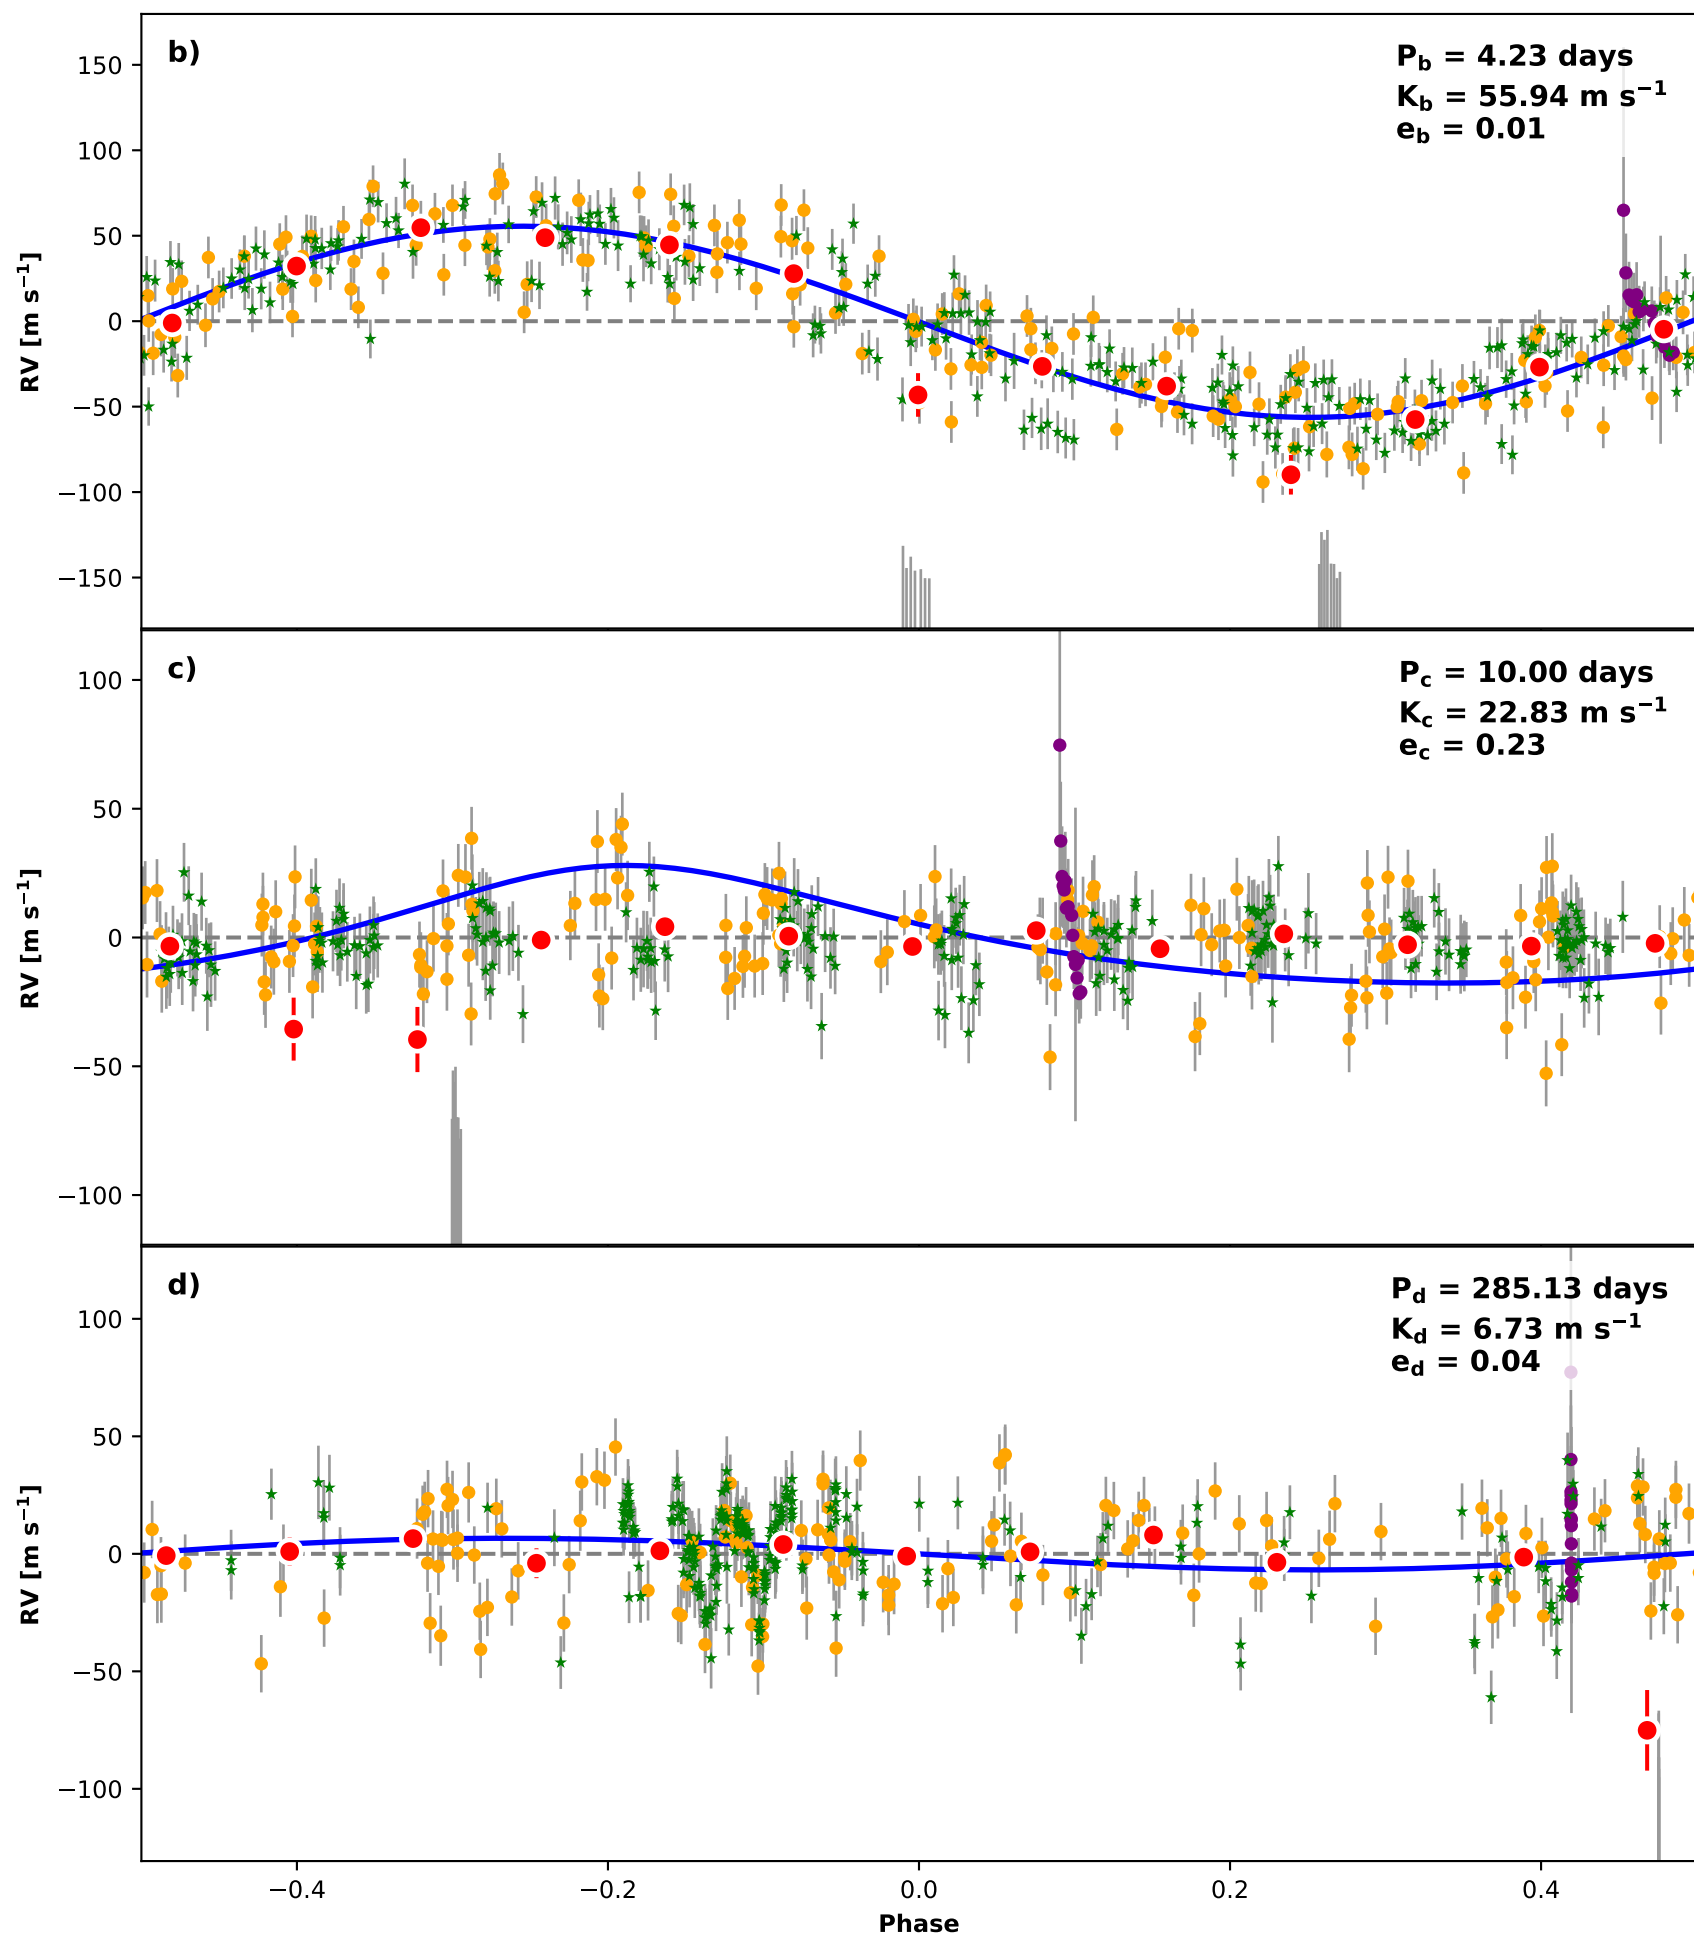 b)
P_b = 4.23 days
K_b = 55.94 m s⁻¹
e_b = 0.01
RV [m s⁻¹]
150
100
50
0
−50
−100
−150
c)
P_c = 10.00 days
K_c = 22.83 m s⁻¹
e_c = 0.23
RV [m s⁻¹]
100
50
0
−50
−100
d)
P_d = 285.13 days
K_d = 6.73 m s⁻¹
e_d = 0.04
RV [m s⁻¹]
100
50
0
−50
−100
−0.4 −0.2 0.0 0.2 0.4
Phase